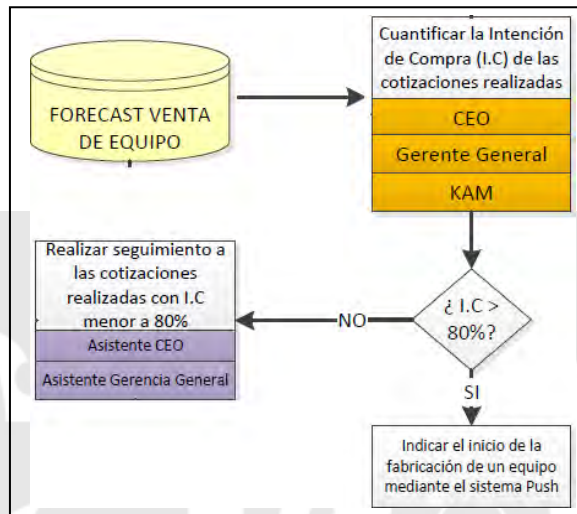 FORECAST VENTA
DE EQUIPO
Cuantificar la Intención
de Compra (I.C) de las
cotizaciones realizadas
CEO
Gerente General
KAM
¿ I.C >
80%?
NO
SI
Realizar seguimiento a
las cotizaciones
realizadas con I.C
menor a 80%
Asistente CEO
Asistente Gerencia General
Indicar el inicio de la
fabricación de un equipo
mediante el sistema Push